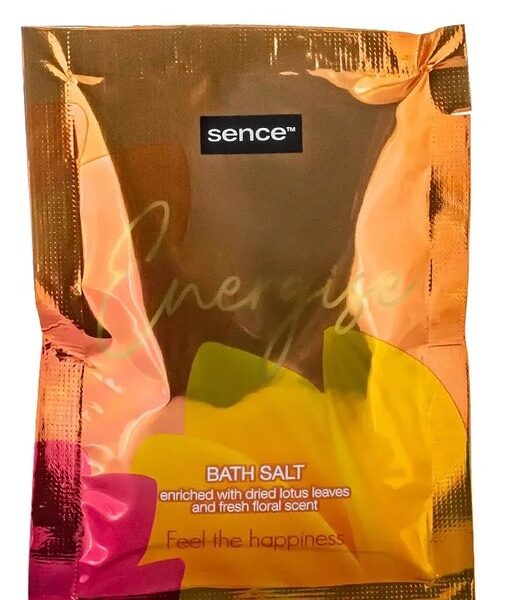 sence™
Energise
BATH SALT
enriched with dried lotus leaves
and fresh floral scent
Feel the happiness